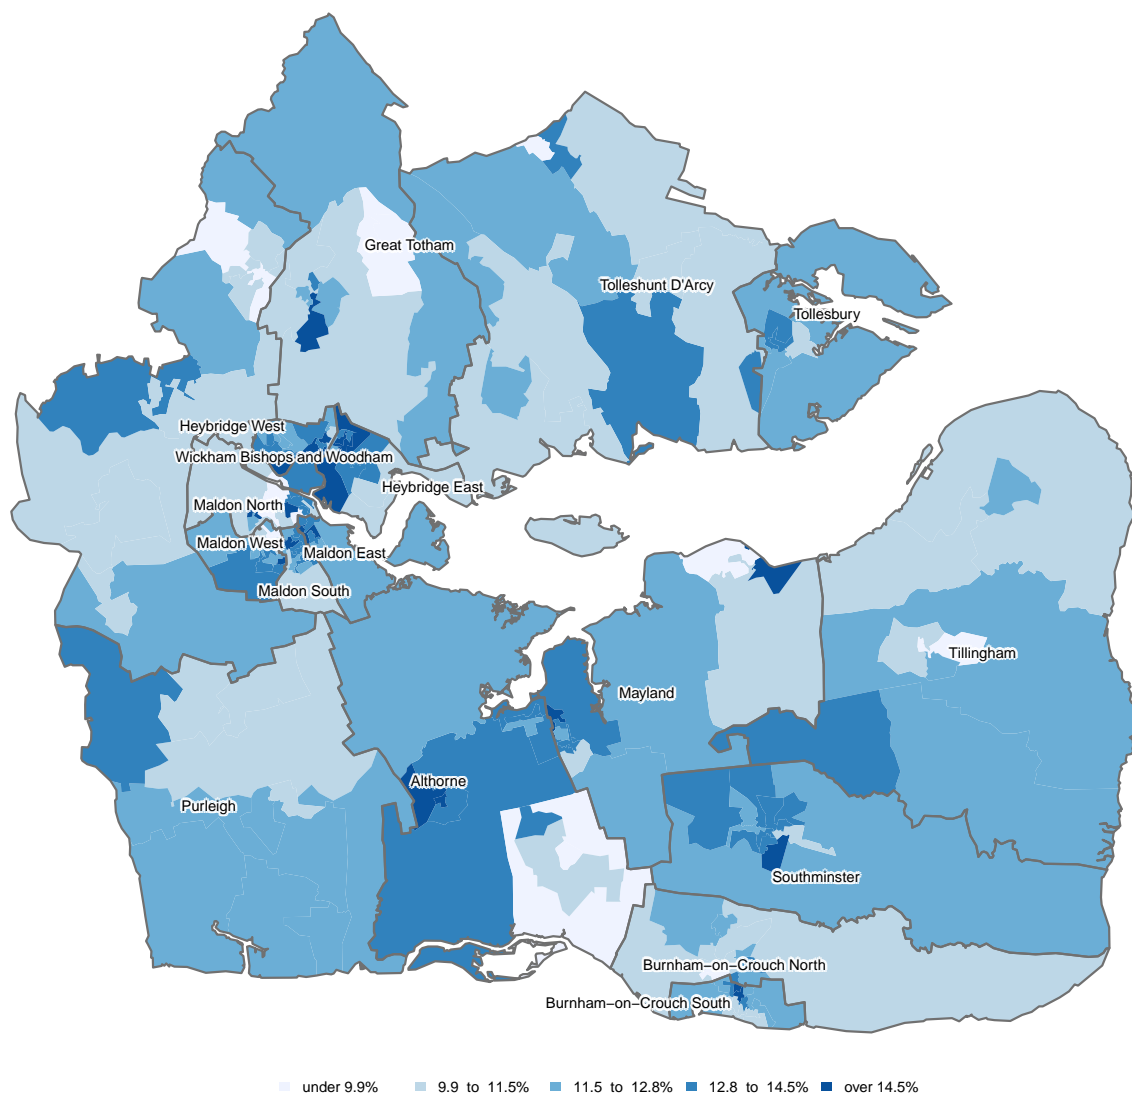 Great Totham
Tolleshunt D'Arcy
Tollesbury
Heybridge West
Wickham Bishops and Woodham
Heybridge East
Maldon North
Maldon West
Maldon East
Maldon South
Tillingham
Mayland
Althorne
Purleigh
Southminster
Burnham−on−Crouch North
Burnham−on−Crouch South
under 9.9% 9.9 to 11.5% 11.5 to 12.8% 12.8 to 14.5% over 14.5%